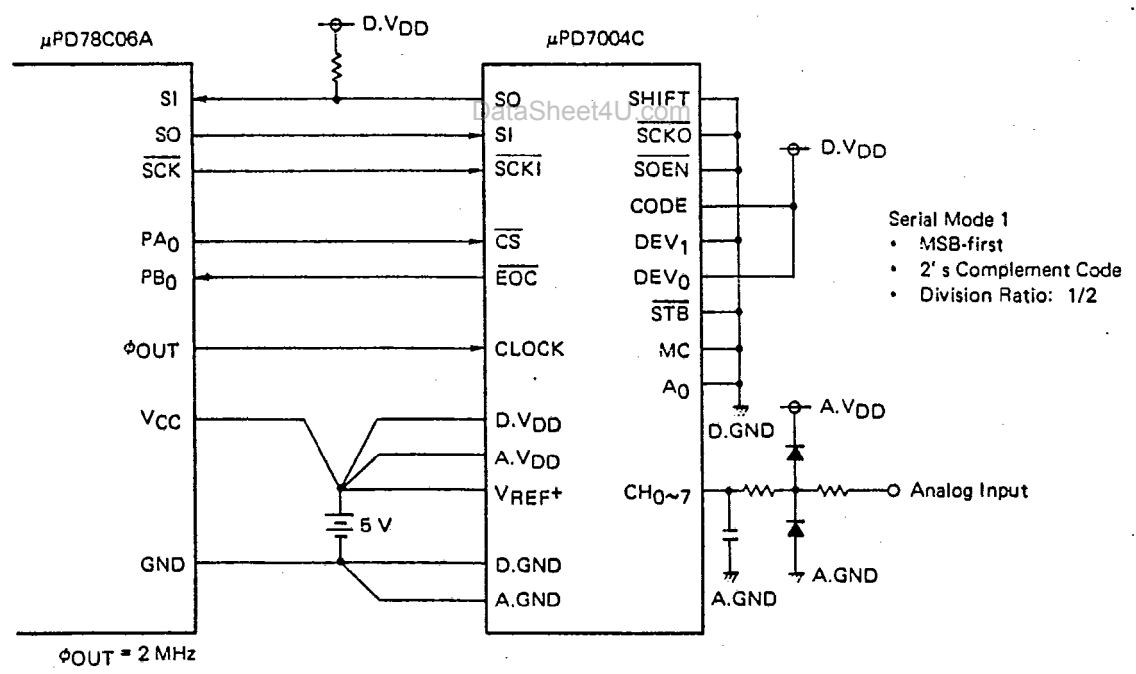 D.VDD
µPD78C06A
µPD7004C
SI
SO
SHIFT
DataSheet4U.com
SO
SI
SCKO
D.VDD
SCK
SCKI
SOEN
CODE
Serial Mode 1
PA0
CS
DEV1
• MSB-first
PB0
EOC
DEV0
• 2's Complement Code
STB
• Division Ratio: 1/2
φOUT
CLOCK
MC
A0
VCC
D.VDD
D.GND
A.VDD
A.VDD
VREF+
CH0~7
Analog Input
5 V
GND
D.GND
A.GND
A.GND
A.GND
φOUT = 2 MHz